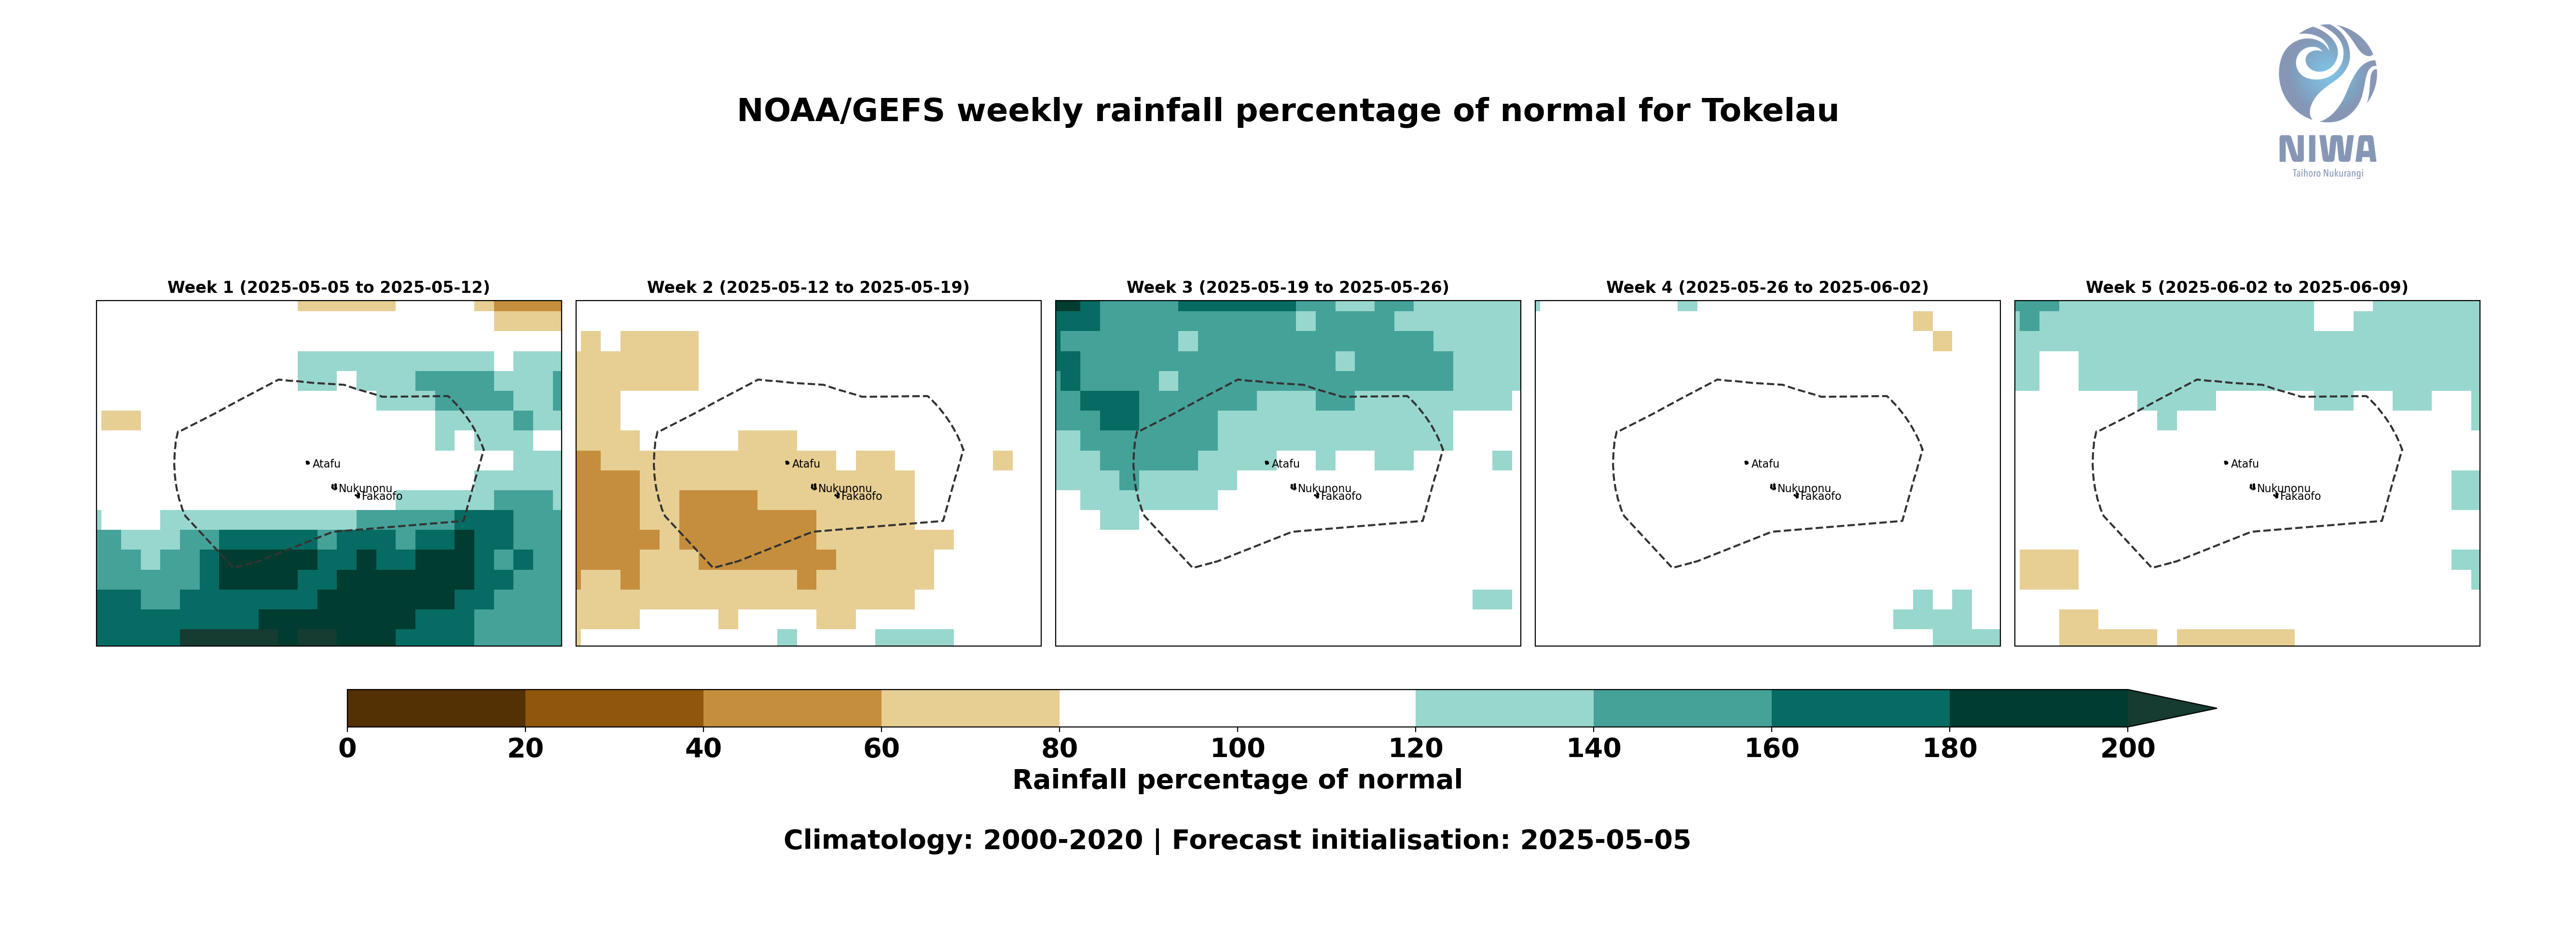 NOAA/GEFS weekly rainfall percentage of normal for Tokelau
NIWA
Taihoro Nukurangi
Week 1 (2025-05-05 to 2025-05-12)
Week 2 (2025-05-12 to 2025-05-19)
Week 3 (2025-05-19 to 2025-05-26)
Week 4 (2025-05-26 to 2025-06-02)
Week 5 (2025-06-02 to 2025-06-09)
Atafu
Nukunonu
Fakaofo
Atafu
Nukunonu
Fakaofo
Atafu
Nukunonu
Fakaofo
Atafu
Nukunonu
Fakaofo
Atafu
Nukunonu
Fakaofo
0 20 40 60 80 100 120 140 160 180 200
Rainfall percentage of normal
Climatology: 2000-2020 | Forecast initialisation: 2025-05-05